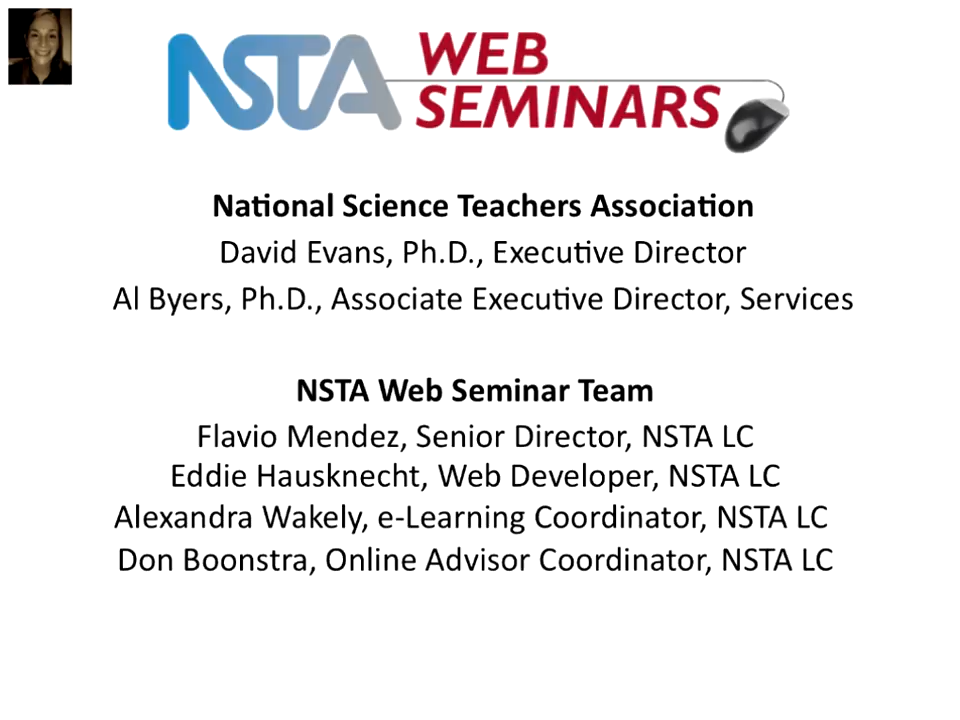 NSTA WEB
SEMINARS
National Science Teachers Association
David Evans, Ph.D., Executive Director
Al Byers, Ph.D., Associate Executive Director, Services
NSTA Web Seminar Team
Flavio Mendez, Senior Director, NSTA LC
Eddie Hausknecht, Web Developer, NSTA LC
Alexandra Wakely, e-Learning Coordinator, NSTA LC
Don Boonstra, Online Advisor Coordinator, NSTA LC